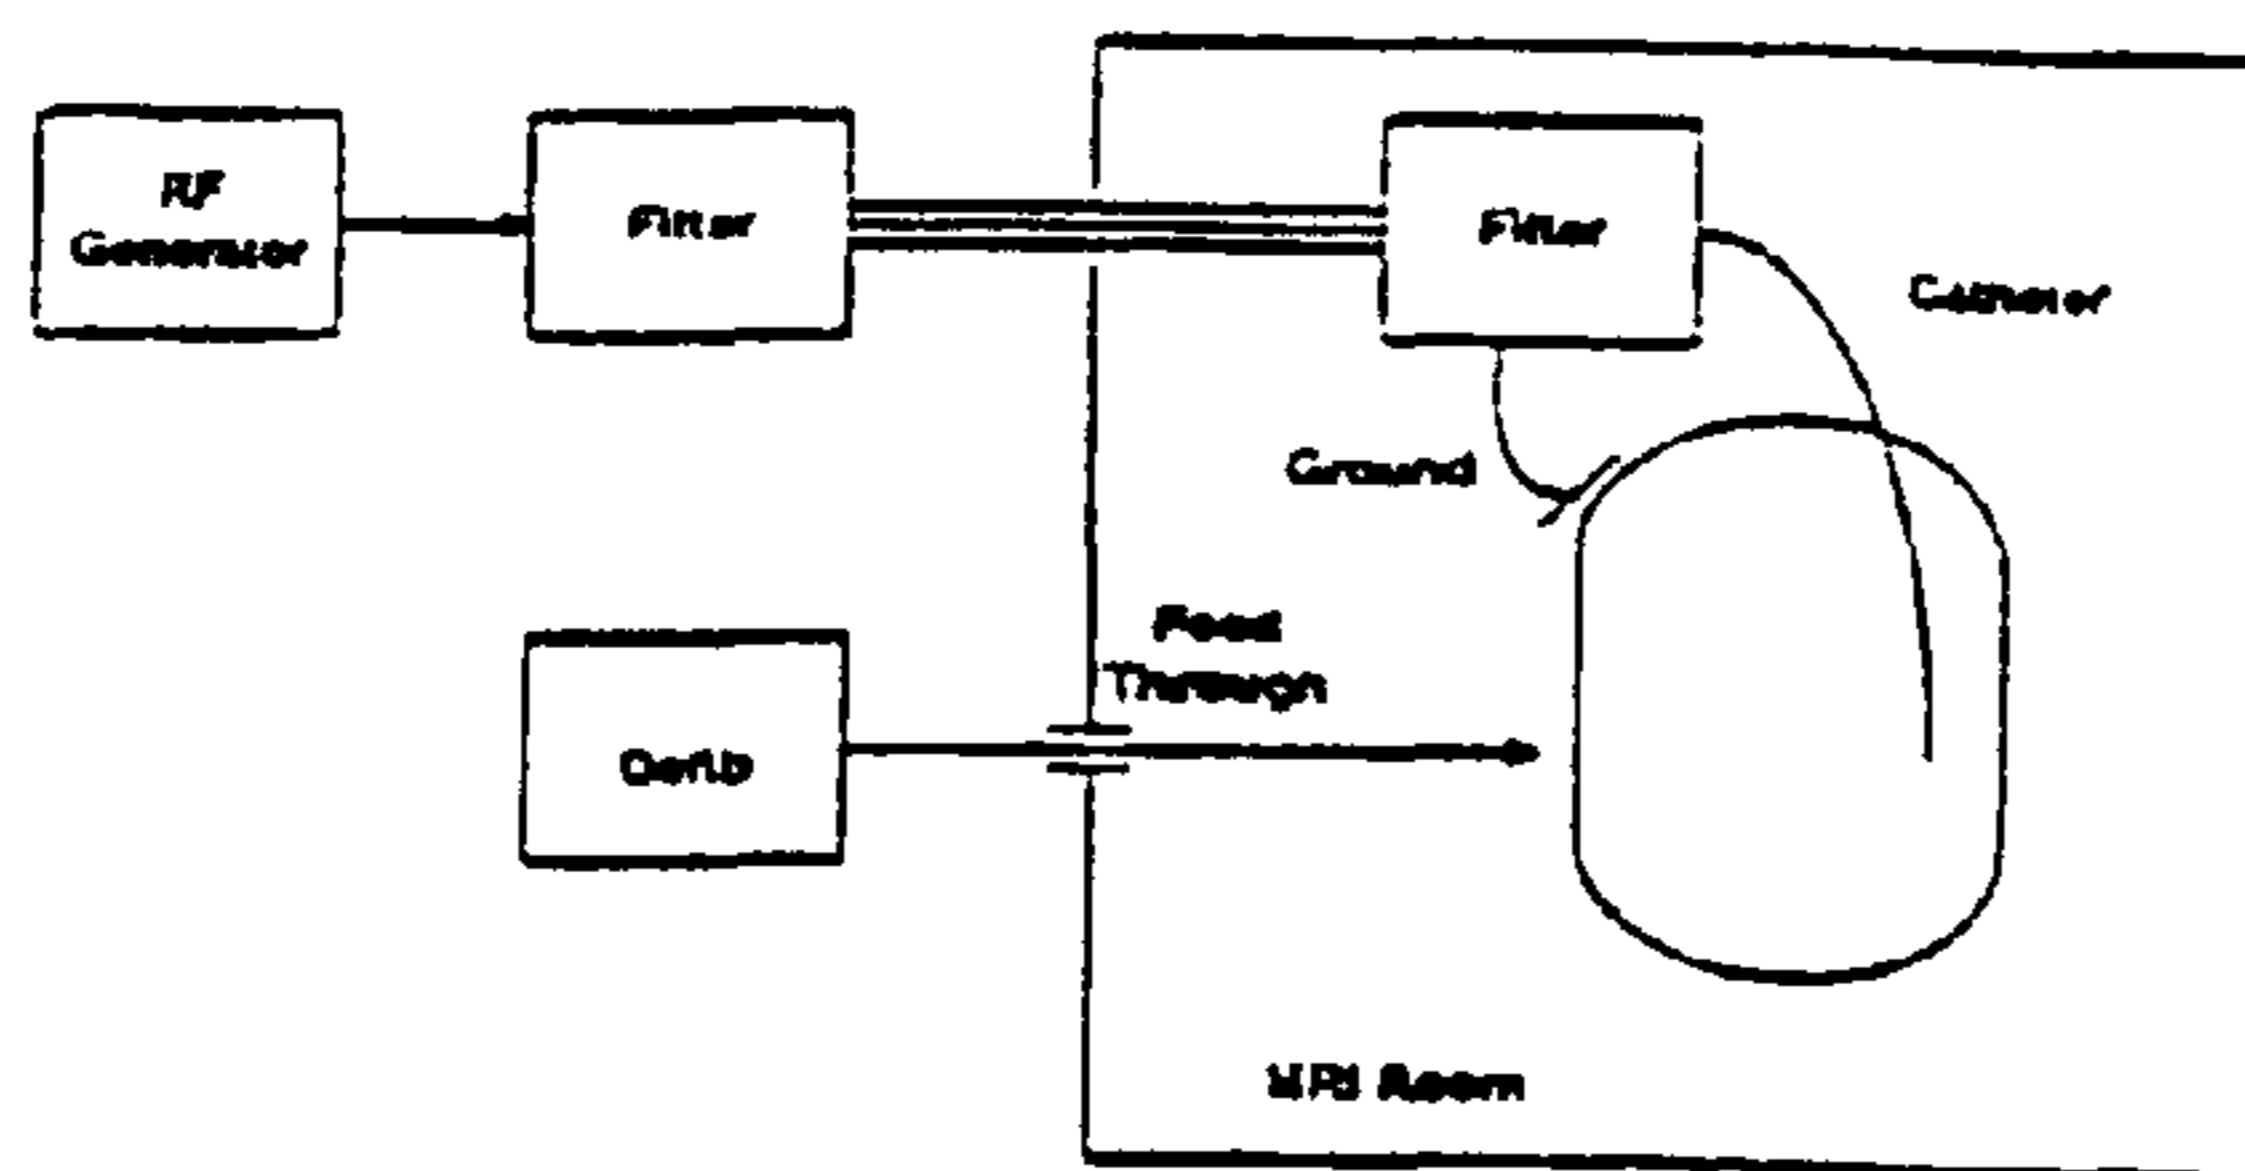 RF
Generator
Filter
Filter
Catheter
Ground
Feed
Through
Defib
MRI Room